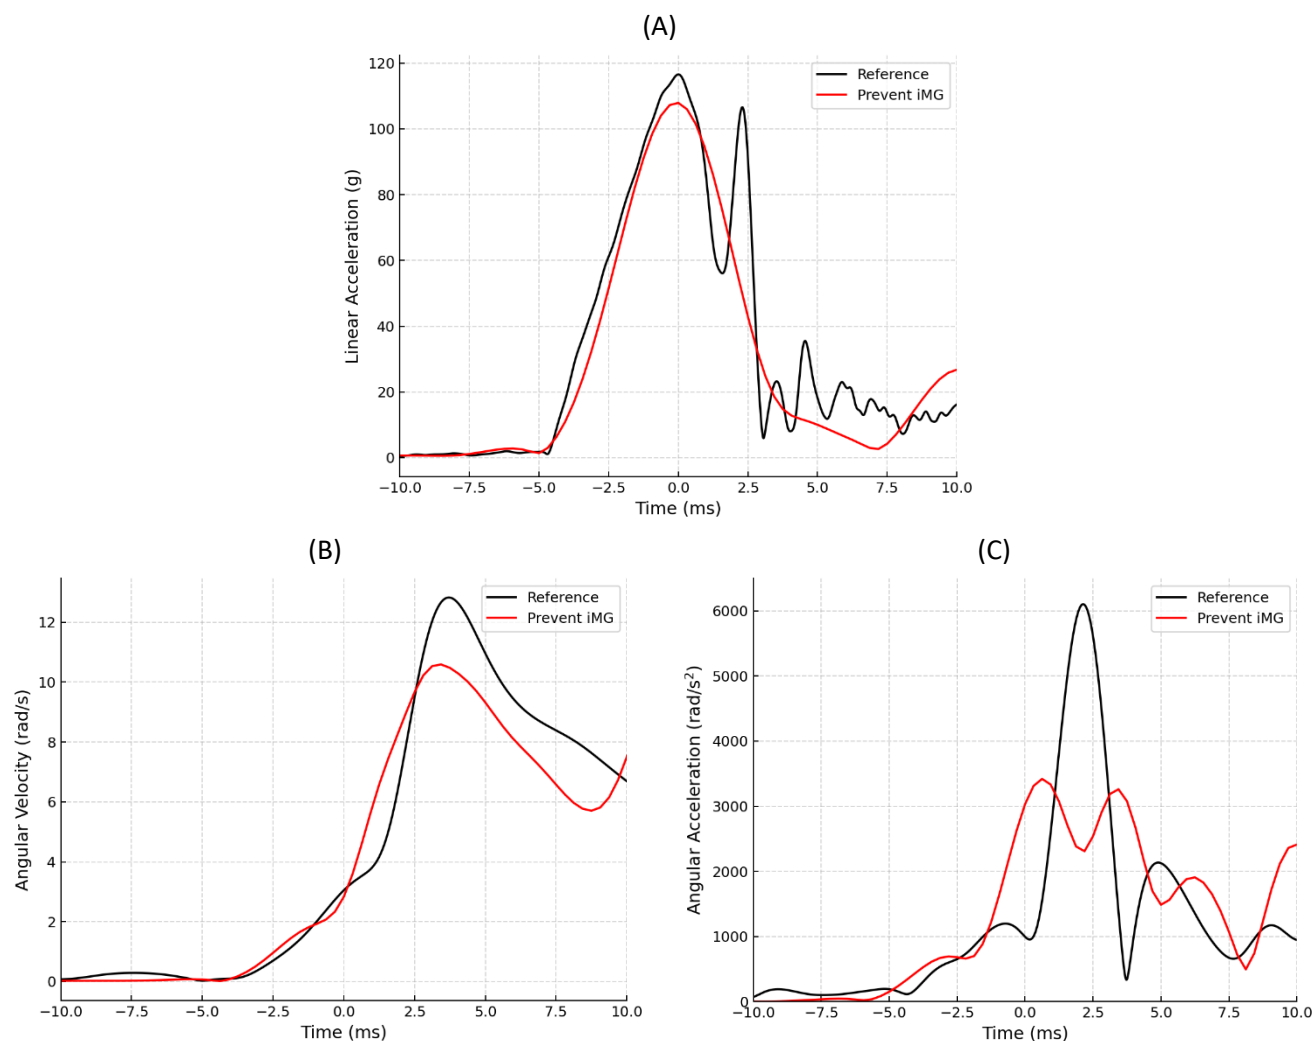 (A)
120
100
80
60
40
20
0
Linear Acceleration (g)
Reference
Prevent iMG
−10.0 −7.5 −5.0 −2.5 0.0 2.5 5.0 7.5 10.0
Time (ms)
(B)
12
10
8
6
4
2
0
Angular Velocity (rad/s)
Reference
Prevent iMG
−10.0 −7.5 −5.0 −2.5 0.0 2.5 5.0 7.5 10.0
Time (ms)
(C)
6000
5000
4000
3000
2000
1000
0
Angular Acceleration (rad/s²)
Reference
Prevent iMG
−10.0 −7.5 −5.0 −2.5 0.0 2.5 5.0 7.5 10.0
Time (ms)